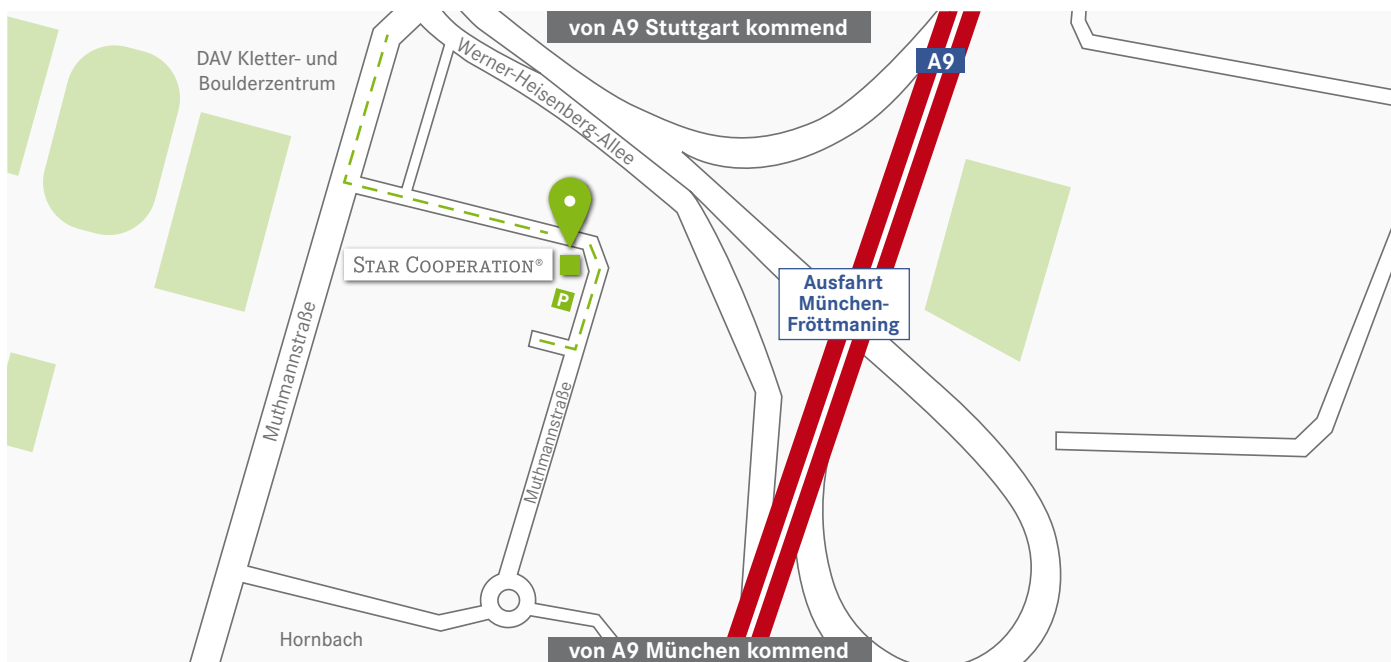 von A9 Stuttgart kommend
DAV Kletter- und
Boulderzentrum
Werner-Heisenberg-Allee
A9
STAR COOPERATION®
P
Ausfahrt
München-
Fröttmaning
Muthmannstraße
Muthmannstraße
Hornbach
von A9 München kommend